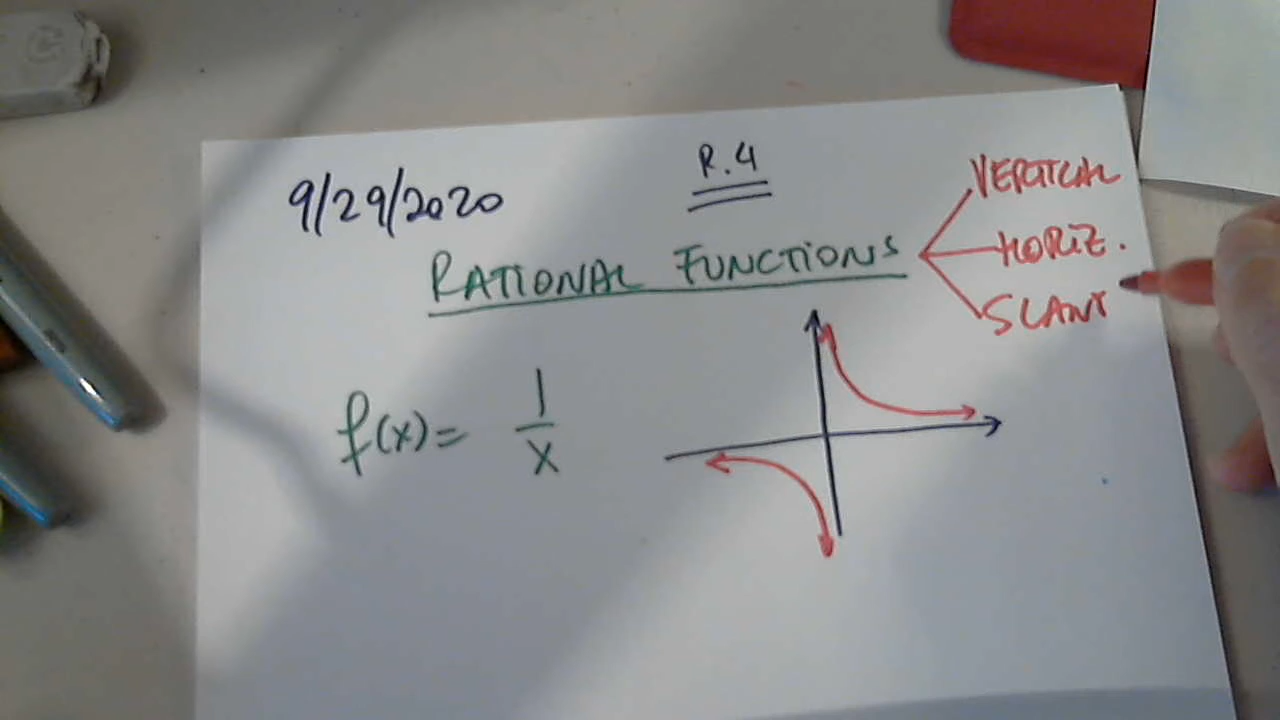 9/29/2020
R.4
RATIONAL FUNCTIONS
VERTICAL
HORIZ.
SLANT
f(x) = 1/x